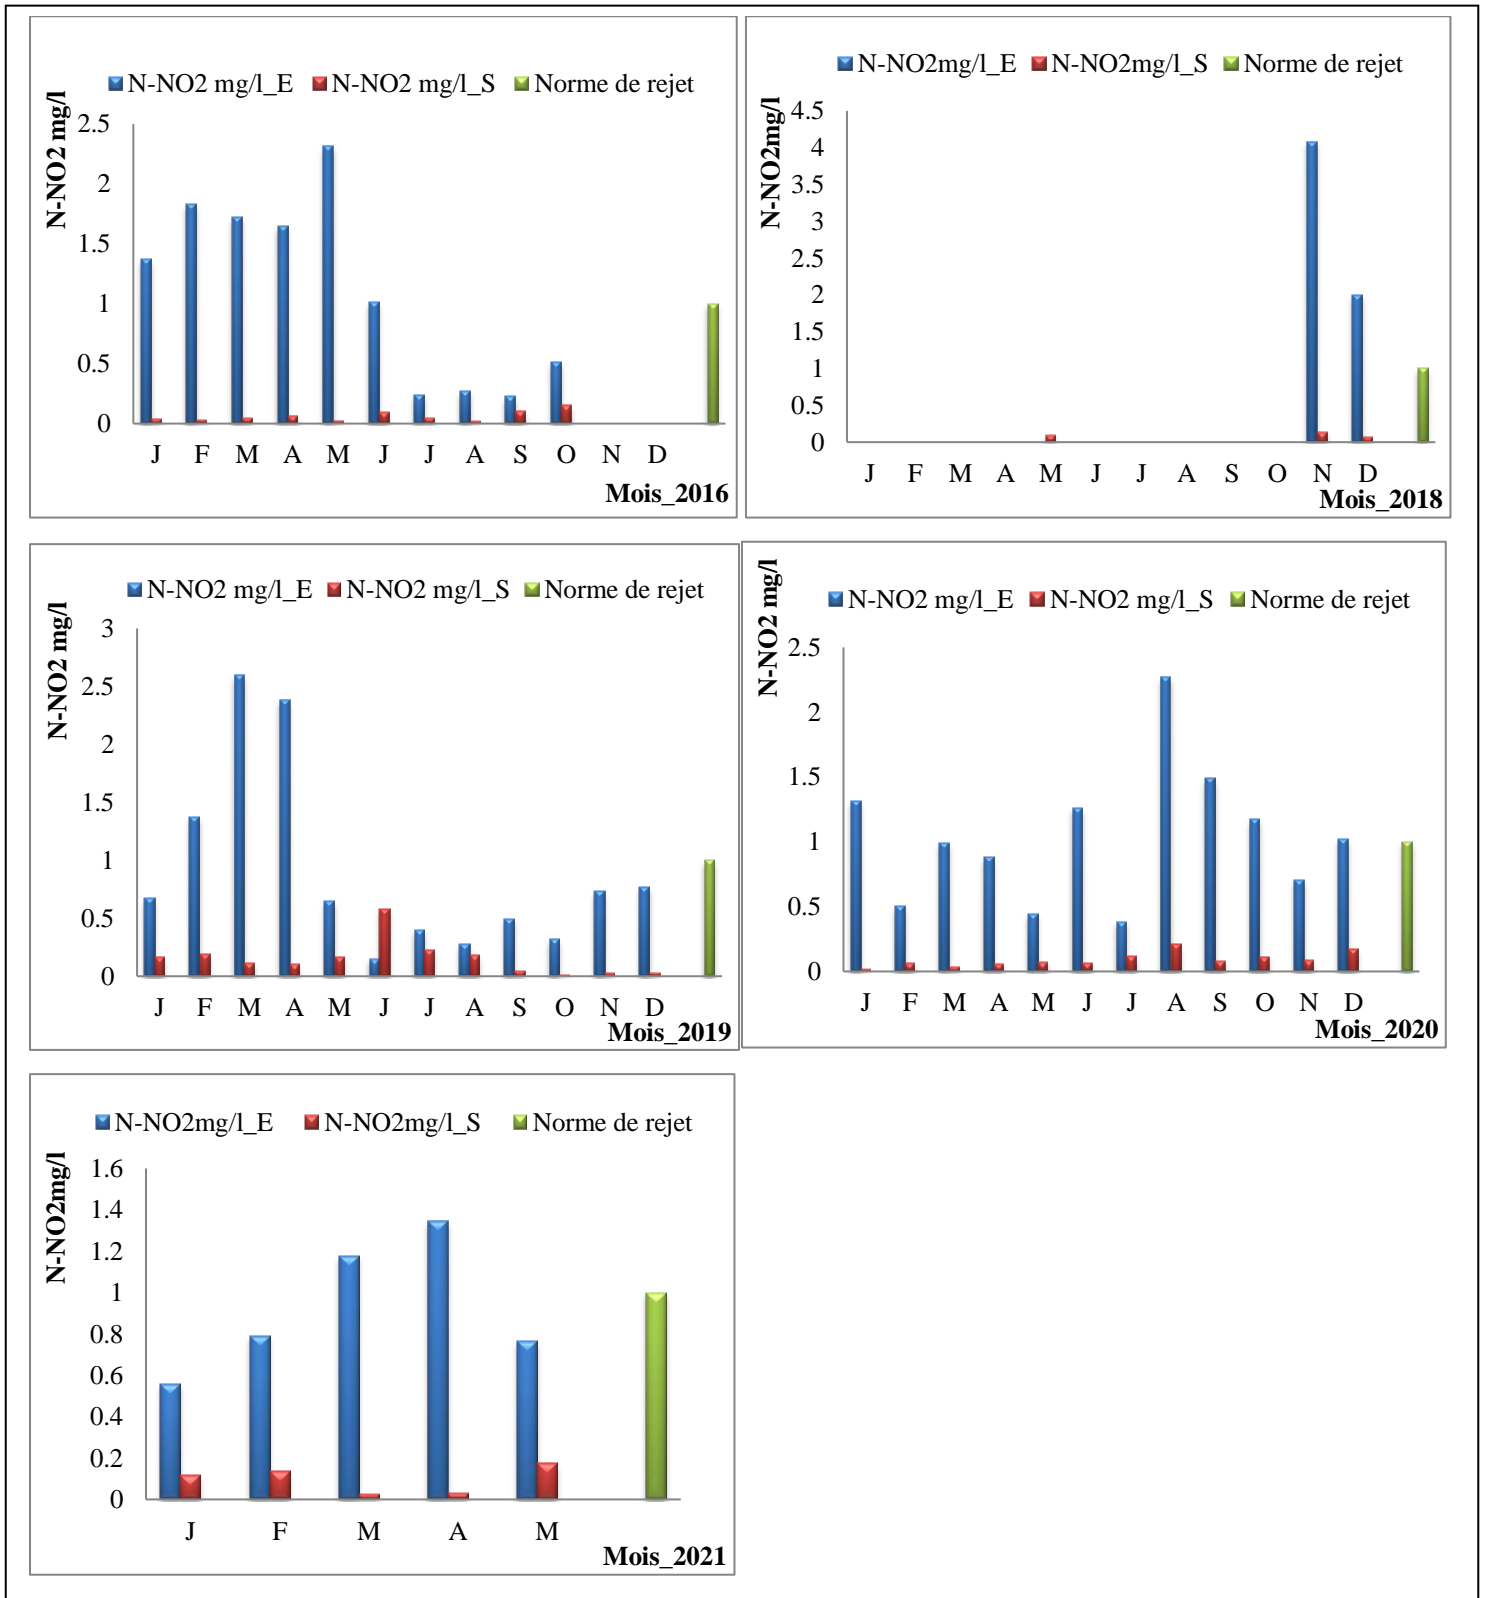 N-NO2 mg/l_E N-NO2 mg/l_S Norme de rejet
N-NO2 mg/l
2.5
2
1.5
1
0.5
0
J F M A M J J A S O N D
Mois_2016
N-NO2mg/l_E N-NO2mg/l_S Norme de rejet
N-NO2mg/l
4.5
4
3.5
3
2.5
2
1.5
1
0.5
0
J F M A M J J A S O N D
Mois_2018
N-NO2 mg/l_E N-NO2 mg/l_S Norme de rejet
N-NO2 mg/l
3
2.5
2
1.5
1
0.5
0
J F M A M J J A S O N D
Mois_2019
N-NO2 mg/l_E N-NO2 mg/l_S Norme de rejet
N-NO2 mg/l
2.5
2
1.5
1
0.5
0
J F M A M J J A S O N D
Mois_2020
N-NO2mg/l_E N-NO2mg/l_S Norme de rejet
N-NO2mg/l
1.6
1.4
1.2
1
0.8
0.6
0.4
0.2
0
J F M A M
Mois_2021